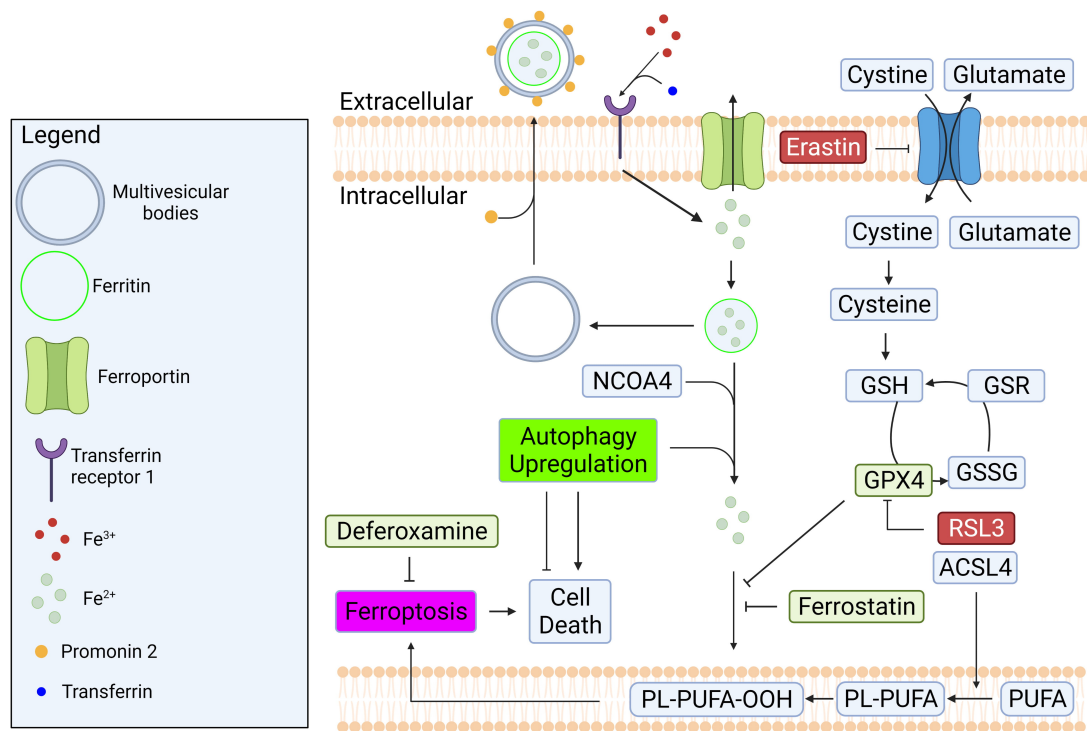 Legend
Multivesicular
bodies
Ferritin
Ferroportin
Transferrin
receptor 1
Fe3+
Fe2+
Promonin 2
Transferrin
Extracellular
Intracellular
Cystine
Glutamate
Erastin
Cystine
Glutamate
Cysteine
NCOA4
GSH
GSR
Autophagy
Upregulation
GPX4
GSSG
Deferoxamine
RSL3
ACSL4
Ferroptosis
Cell
Death
Ferrostatin
PL-PUFA-OOH
PL-PUFA
PUFA